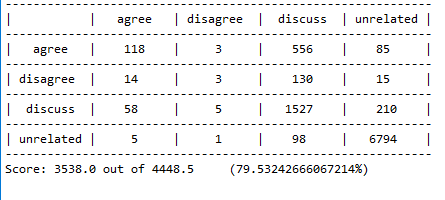 |           |   agree   | disagree  |  discuss  | unrelated |
|   agree   |    118    |     3     |    556    |    85     |
| disagree  |    14     |     3     |    130    |    15     |
|  discuss  |    58     |     5     |   1527    |    210    |
| unrelated |     5     |     1     |    98     |   6794    |
Score: 3538.0 out of 4448.5	(79.53242666067214%)